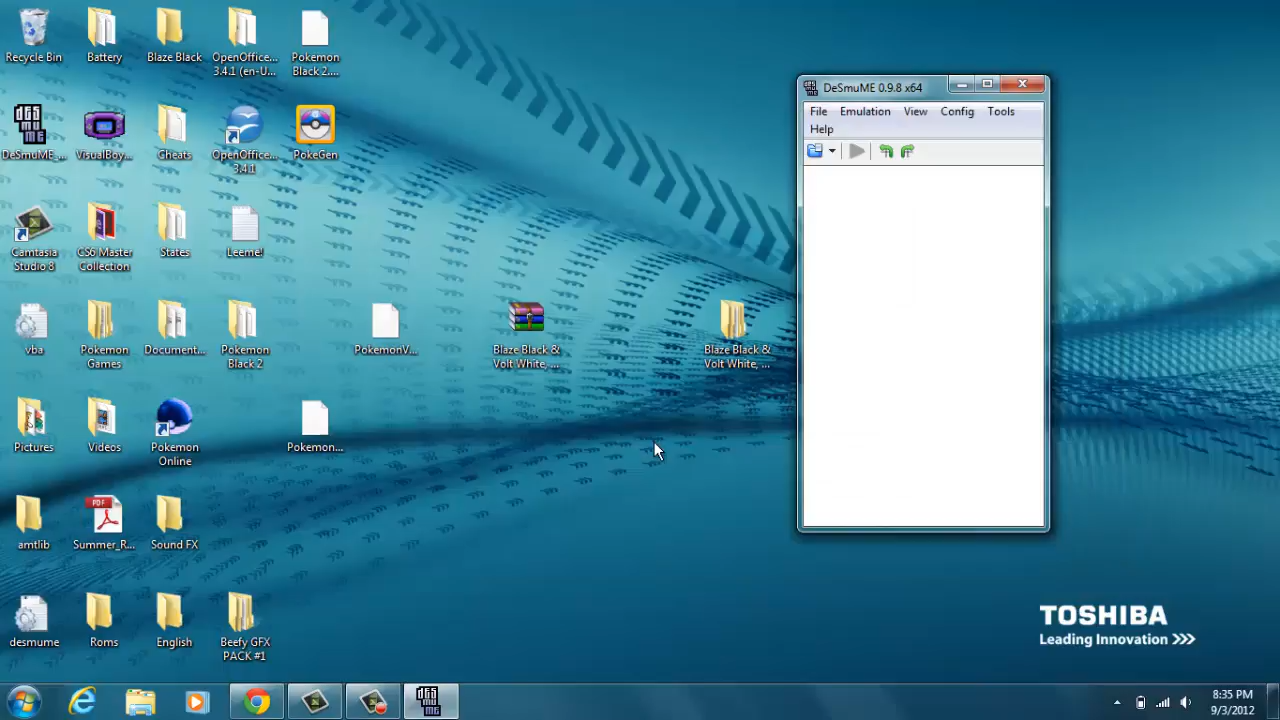 Recycle Bin
Battery
Blaze Black
OpenOffice...
3.4.1 (en-U...
Pokemon
Black 2....
DeSmuME_...
VisualBoy...
Cheats
OpenOffice...
3.4.1
PokeGen
Camtasia
Studio 8
CS6 Master
Collection
States
Leeme!
vba
Pokemon
Games
Document...
Pokemon
Black 2
PokemonV...
Blaze Black &
Volt White, ...
Blaze Black &
Volt White, ...
Pictures
Videos
Pokemon
Online
Pokemon...
amtlib
PDF
Summer_R...
Sound FX
desmume
Roms
English
Beefy GFX
PACK #1
DeSmuME 0.9.8 x64
File Emulation View Config Tools
Help
TOSHIBA
Leading Innovation >>>
8:35 PM
9/3/2012